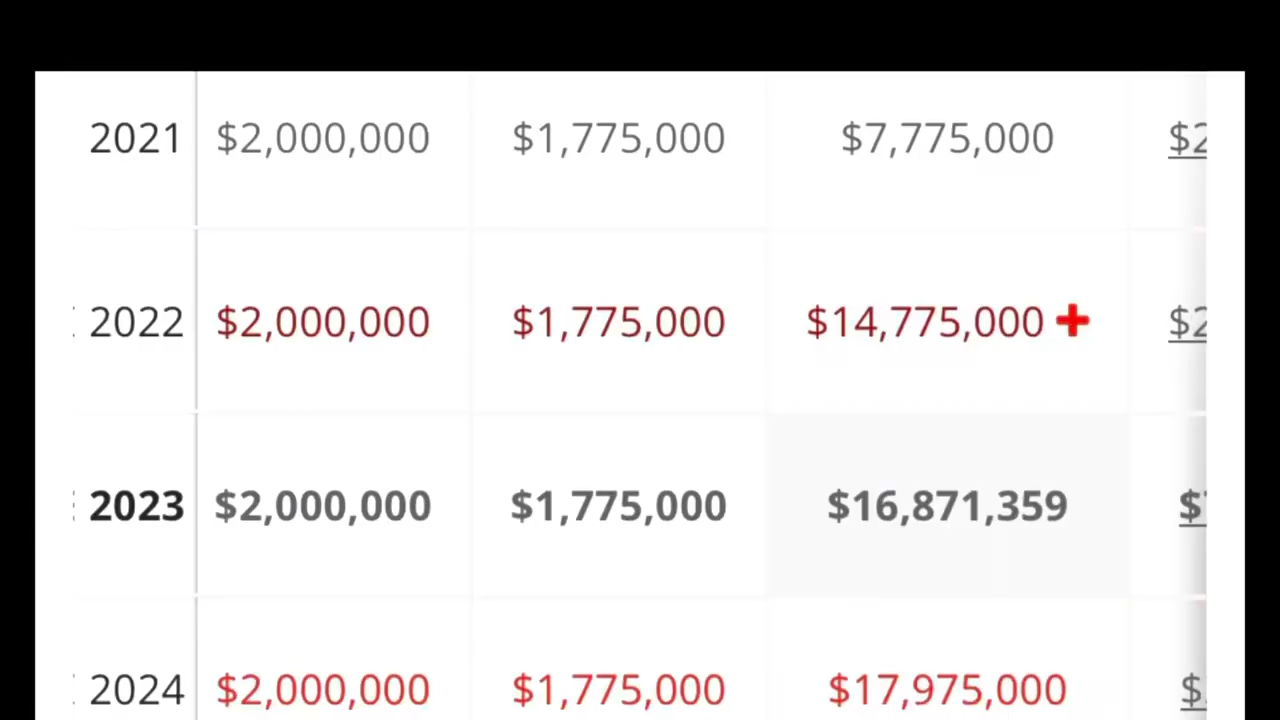 2021 $2,000,000 $1,775,000 $7,775,000 $2
2022 $2,000,000 $1,775,000 $14,775,000
2023 $2,000,000 $1,775,000 $16,871,359 $
2024 $2,000,000 $1,775,000 $17,975,000 $